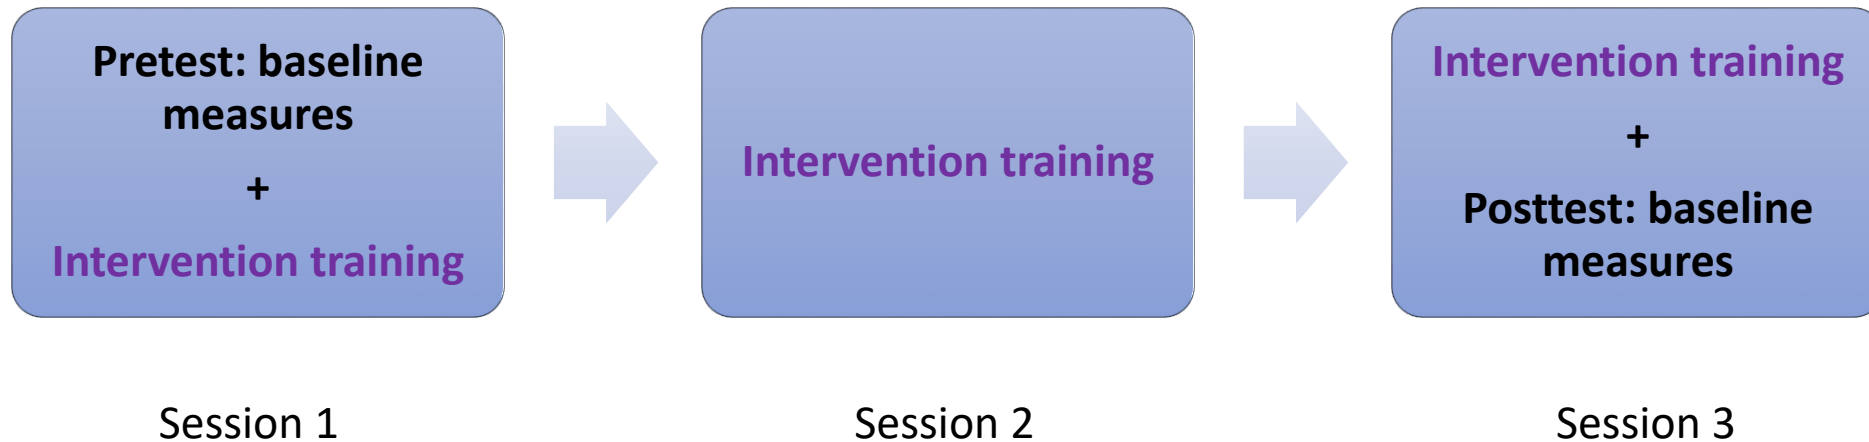 Pretest: baseline
measures
+
Intervention training
Intervention training
Intervention training
+
Posttest: baseline
measures
Session 1
Session 2
Session 3